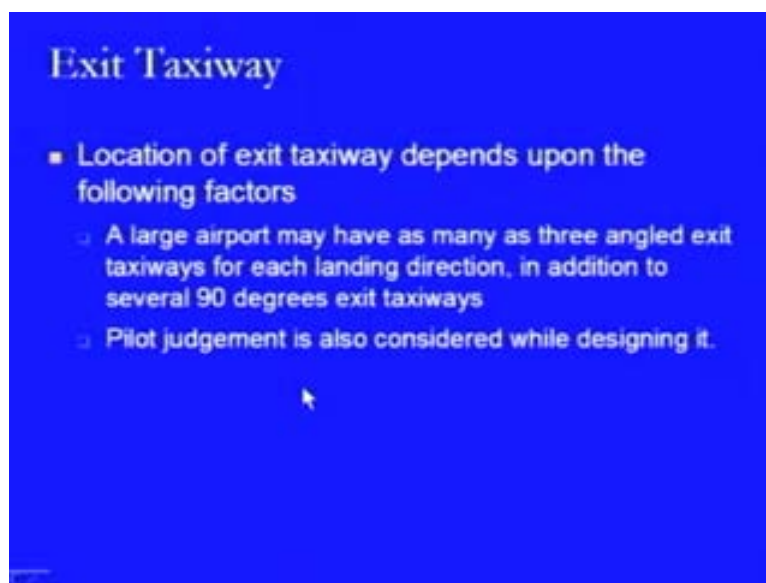 Exit Taxiway
Location of exit taxiway depends upon the
following factors
A large airport may have as many as three angled exit
taxiways for each landing direction, in addition to
several 90 degrees exit taxiways
Pilot judgement is also considered while designing it.